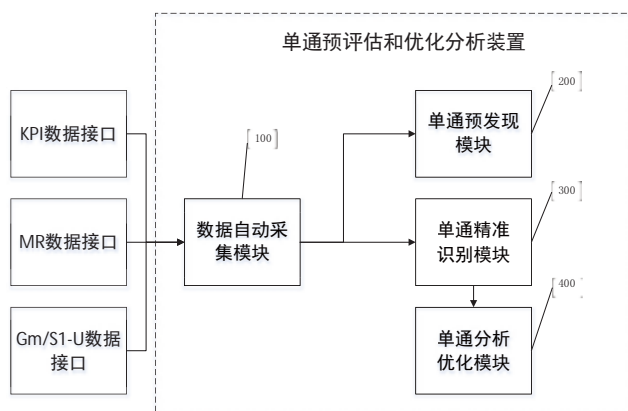 单通预评估和优化分析装置
[200]
KPI数据接口
[100]
单通预发现
模块
[300]
MR数据接口
数据自动采
集模块
单通精准
识别模块
[400]
Gm/S1-U数据
接口
单通分析
优化模块